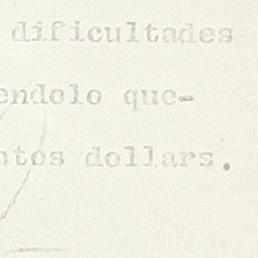 dificultades
endolo que-
ntos dollars.